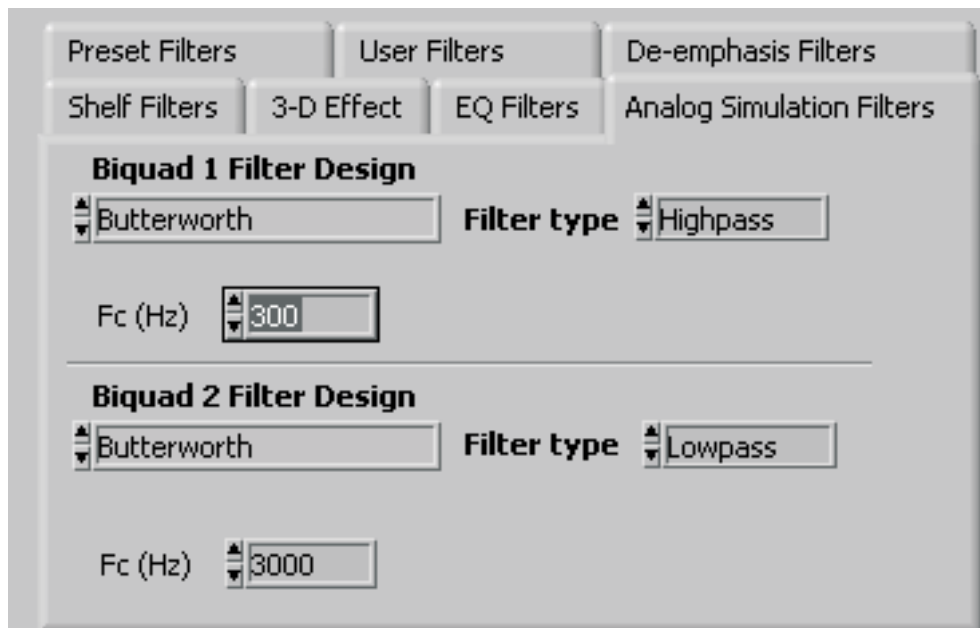 Preset Filters User Filters De-emphasis Filters
Shelf Filters 3-D Effect EQ Filters Analog Simulation Filters
Biquad 1 Filter Design
Butterworth Filter type Highpass
Fc (Hz) 300
Biquad 2 Filter Design
Butterworth Filter type Lowpass
Fc (Hz) 3000